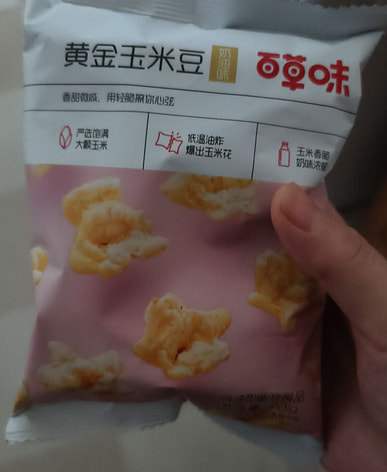 黄金玉米豆
奶油味
百草味
香甜微咸，用轻脆撩你心弦
严选饱满
大颗玉米
低温油炸
爆出玉米花
玉米香脆
奶味浓郁